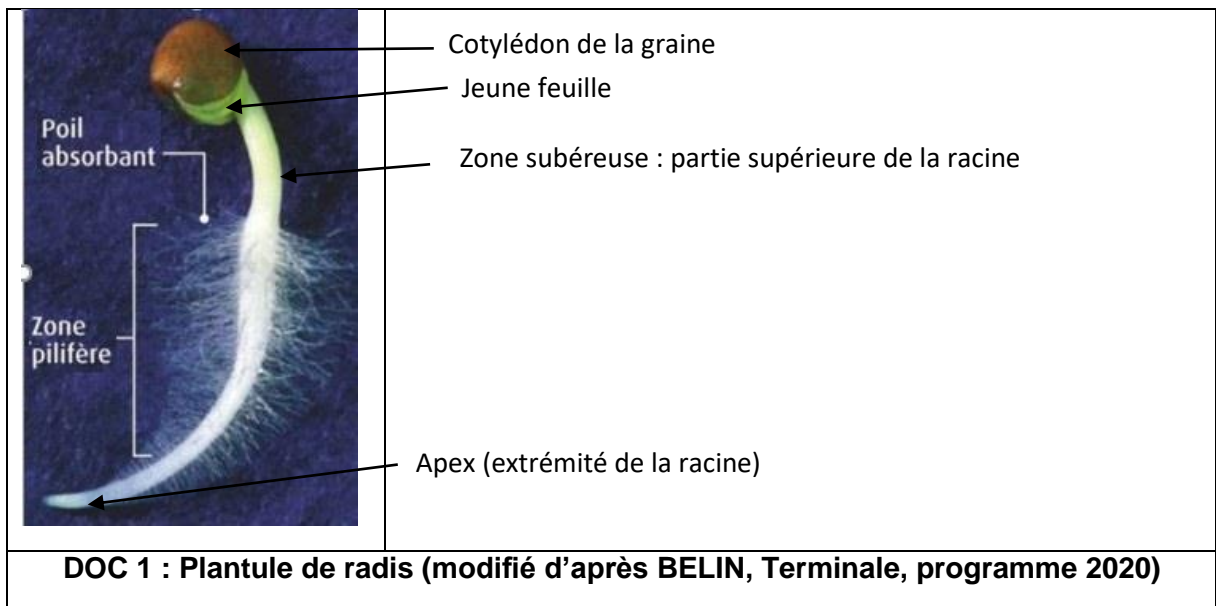 Cotylédon de la graine
Jeune feuille
Poil
absorbant
Zone subéreuse : partie supérieure de la racine
Zone
pilifère
Apex (extrémité de la racine)
DOC 1 : Plantule de radis (modifié d’après BELIN, Terminale, programme 2020)